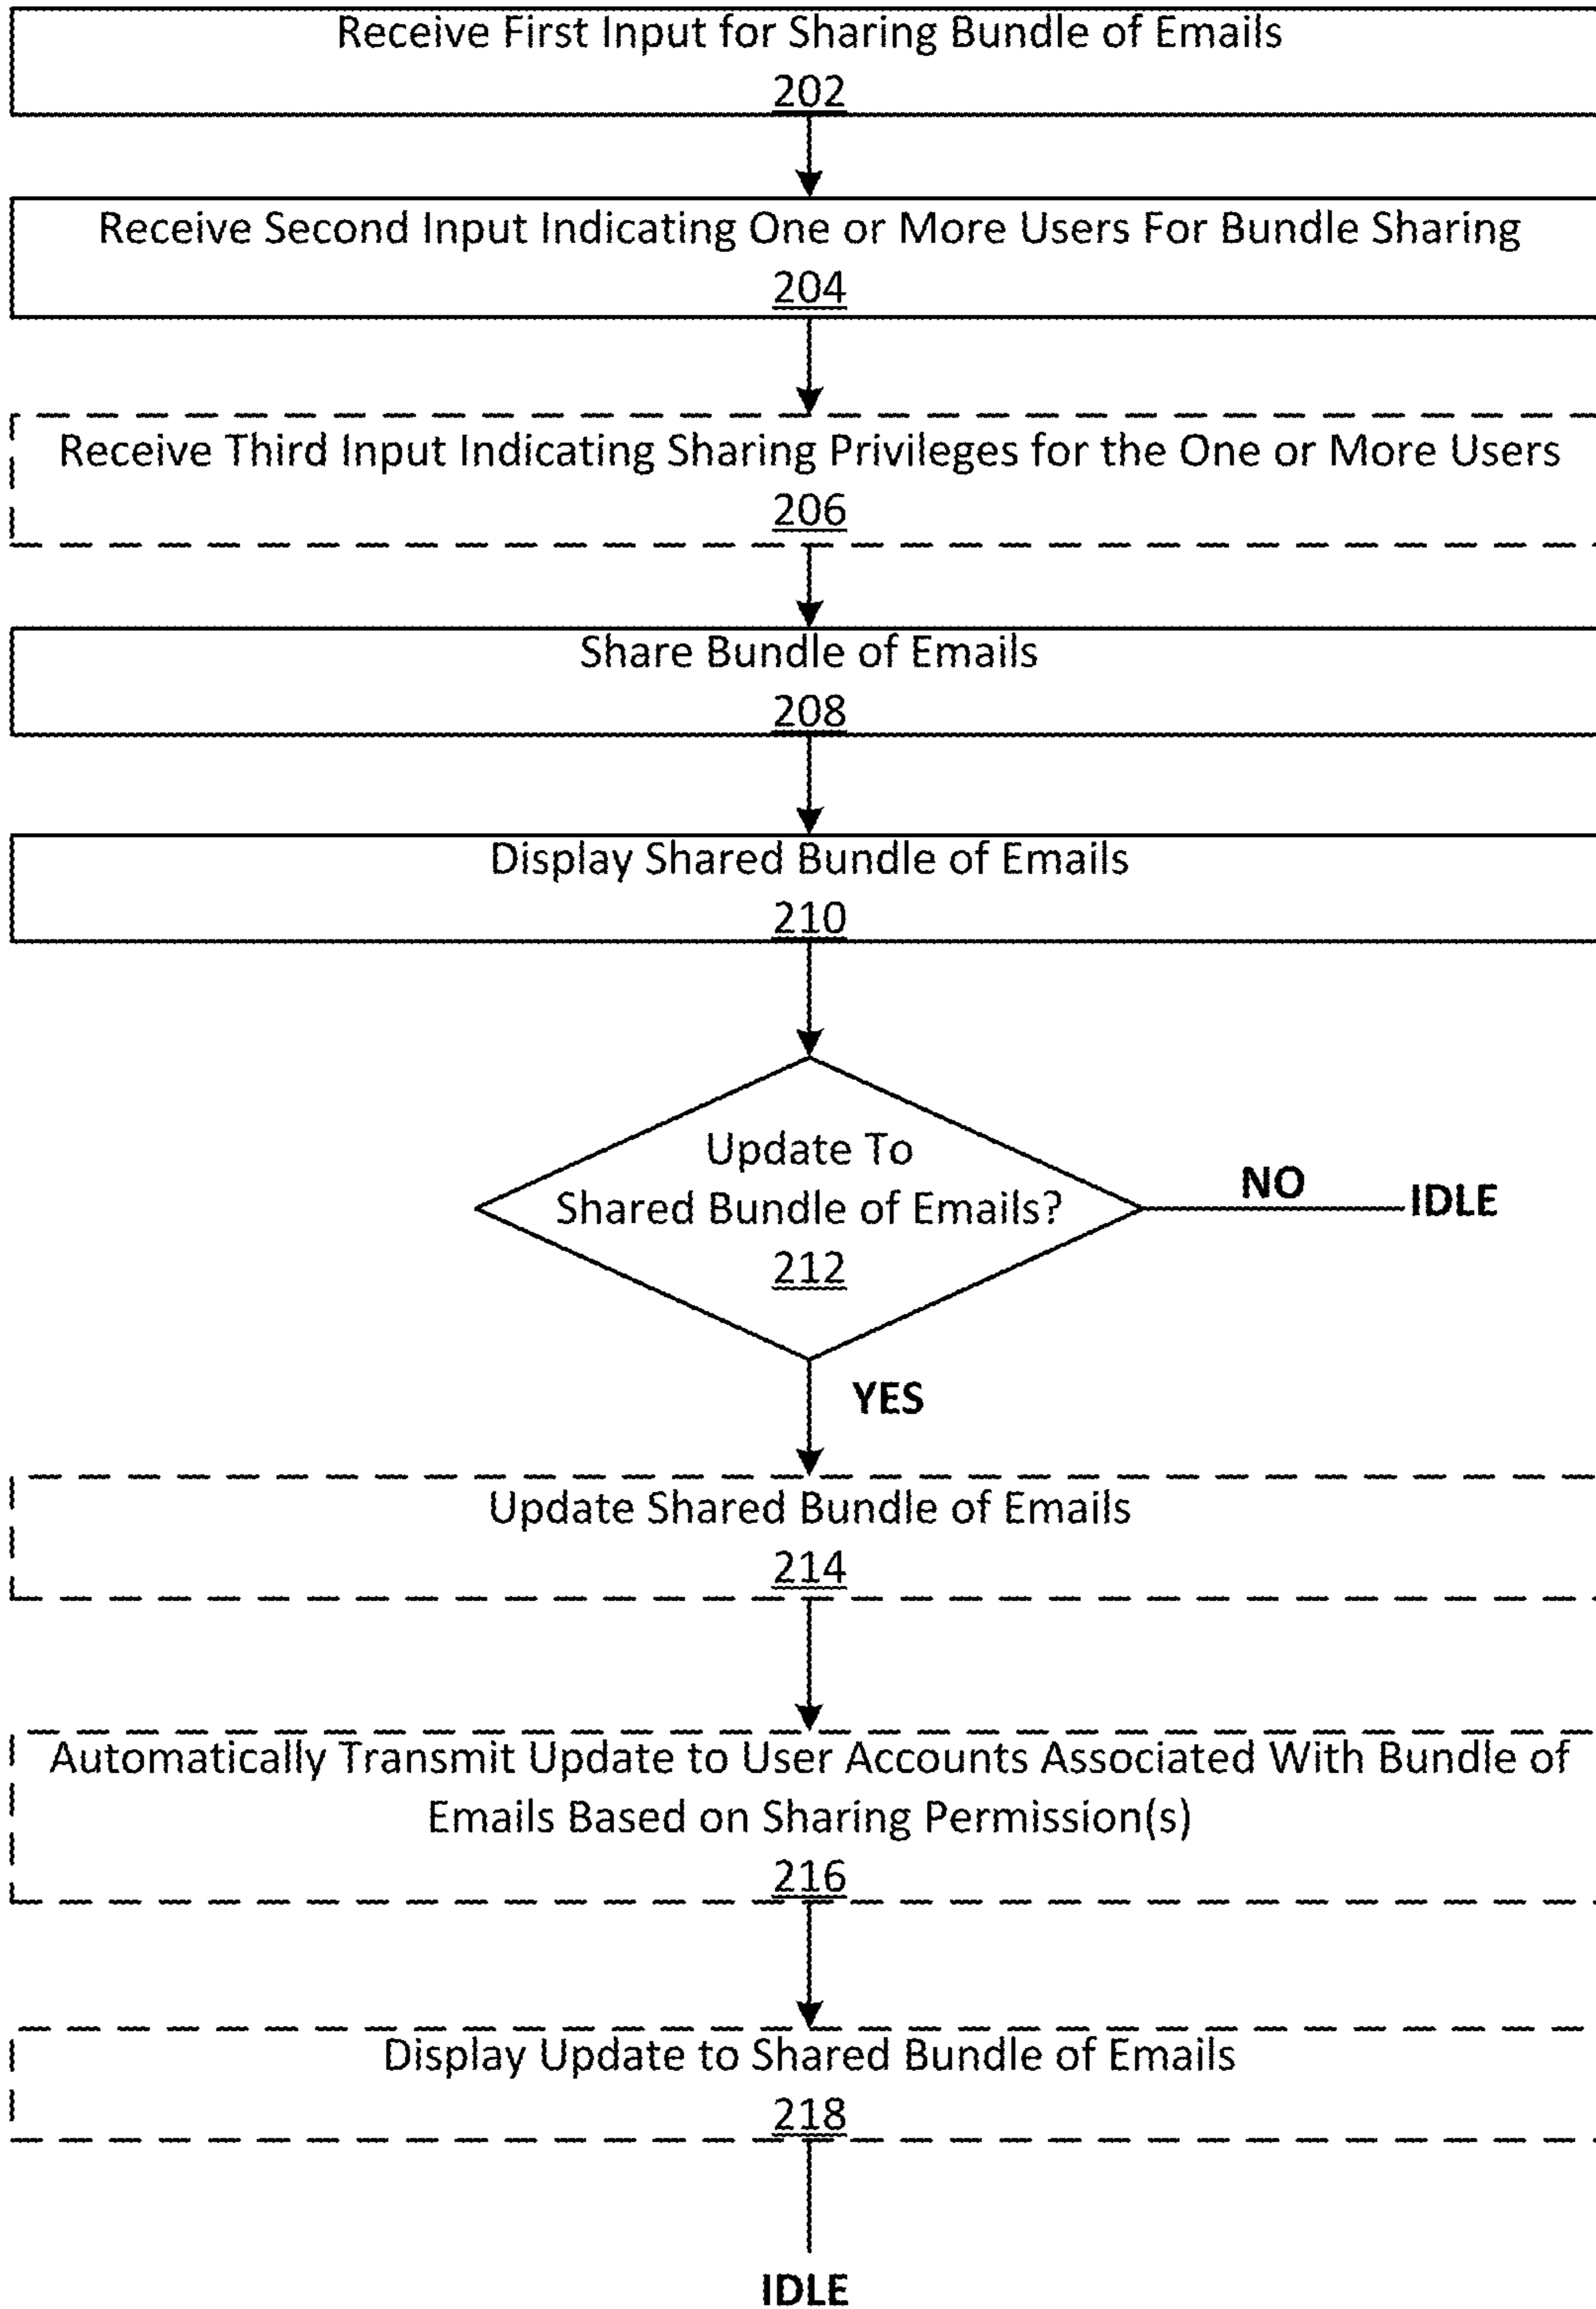 Receive First Input for Sharing Bundle of Emails
202
Receive Second Input Indicating One or More Users For Bundle Sharing
204
Receive Third Input Indicating Sharing Privileges for the One or More Users
206
Share Bundle of Emails
208
Display Shared Bundle of Emails
210
Update To
Shared Bundle of Emails?
212
NO
IDLE
YES
Update Shared Bundle of Emails
214
Automatically Transmit Update to User Accounts Associated With Bundle of
Emails Based on Sharing Permission(s)
216
Display Update to Shared Bundle of Emails
218
IDLE